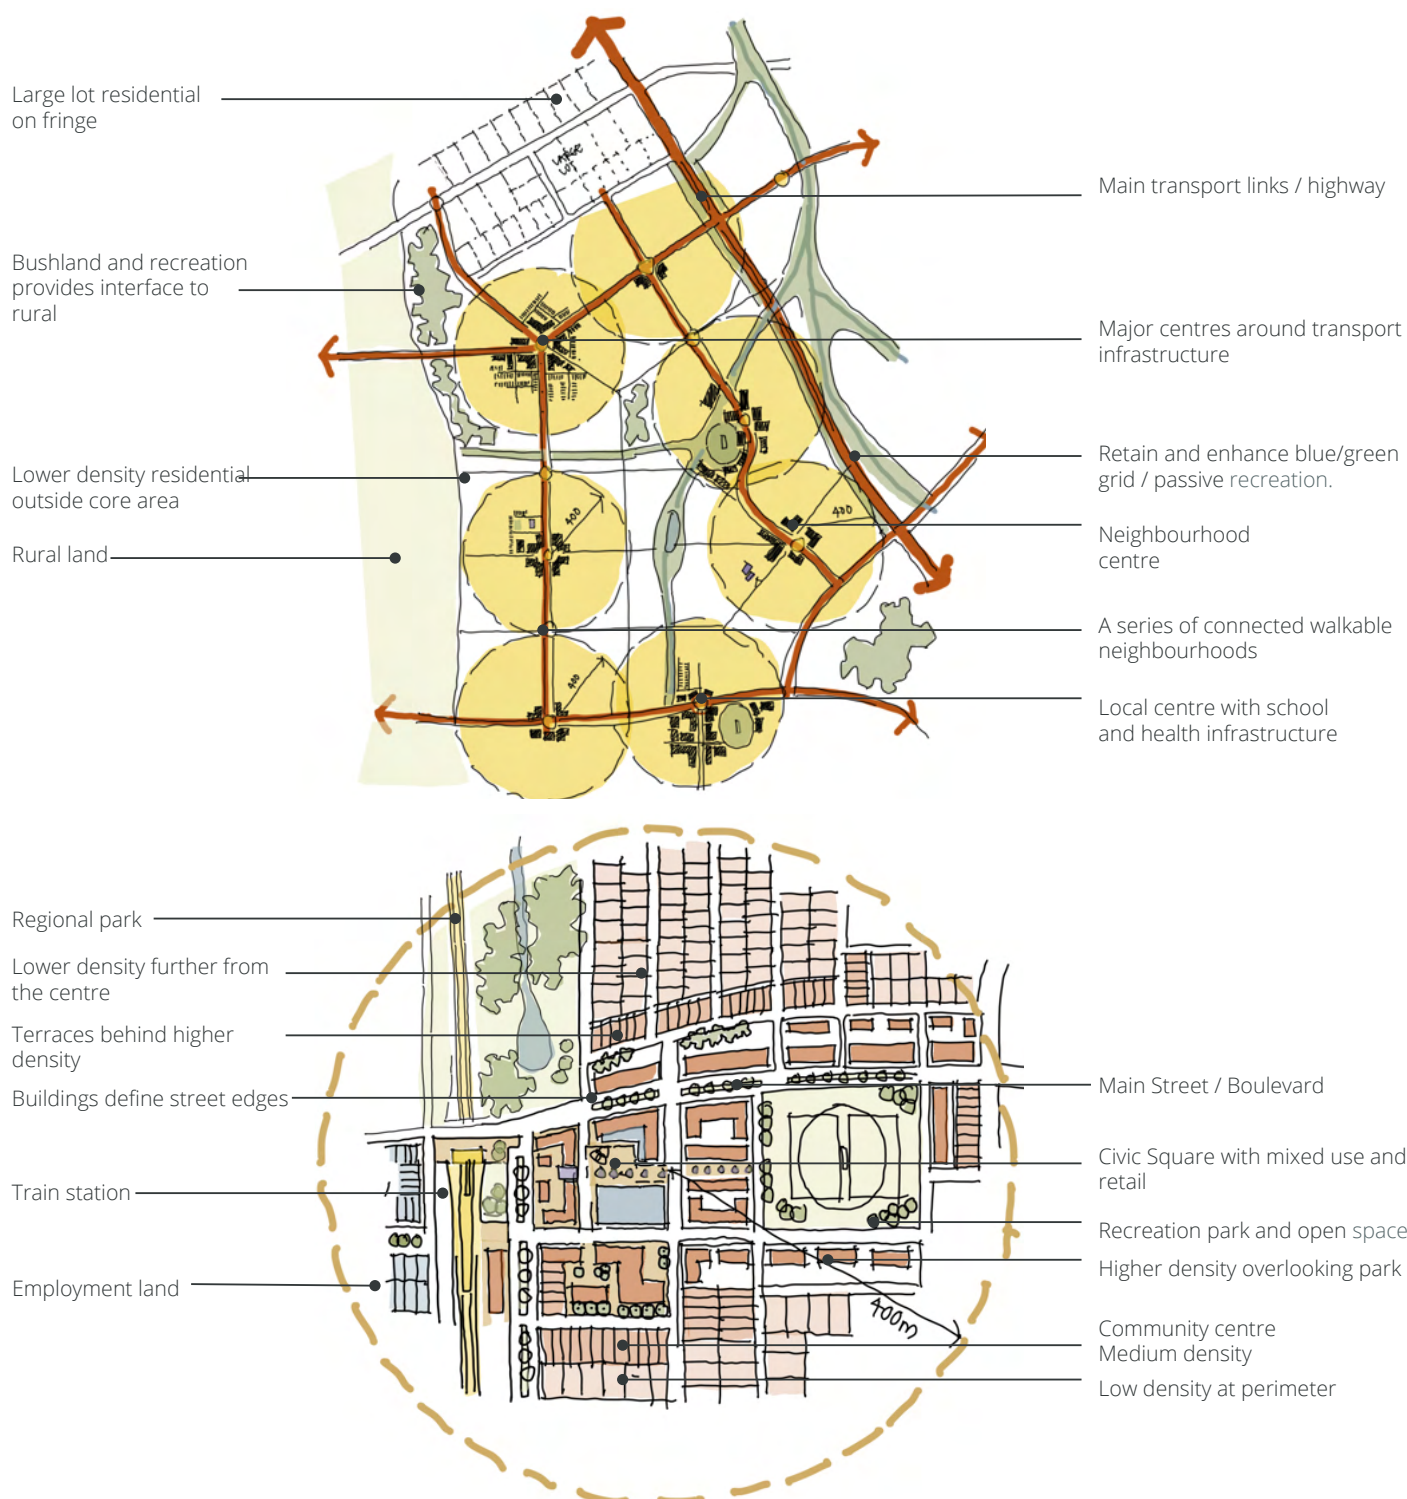 Large lot residential
on fringe
LARGE
LOT
Main transport links / highway
Bushland and recreation
provides interface to
rural
Major centres around transport
infrastructure
Retain and enhance blue/green
grid / passive recreation.
Lower density residential
outside core area
400
400
Neighbourhood
centre
Rural land
A series of connected walkable
neighbourhoods
400
Local centre with school
and health infrastructure
Regional park
Lower density further from
the centre
Terraces behind higher
density
Buildings define street edges
Main Street / Boulevard
Civic Square with mixed use and
retail
Train station
Recreation park and open space
Higher density overlooking park
Employment land
400m
Community centre
Medium density
Low density at perimeter